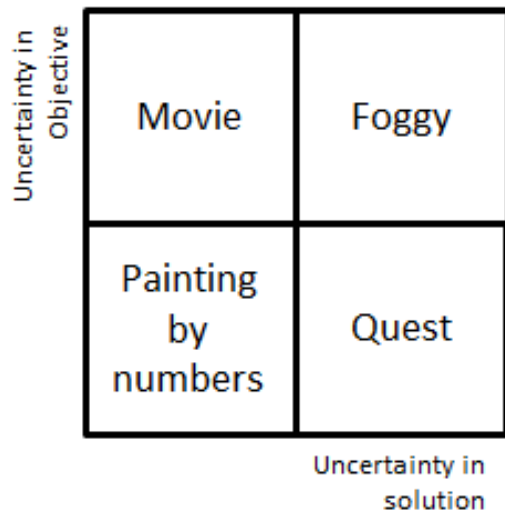 Uncertainty in
Objective
Movie
Foggy
Painting
by
numbers
Quest
Uncertainty in
solution